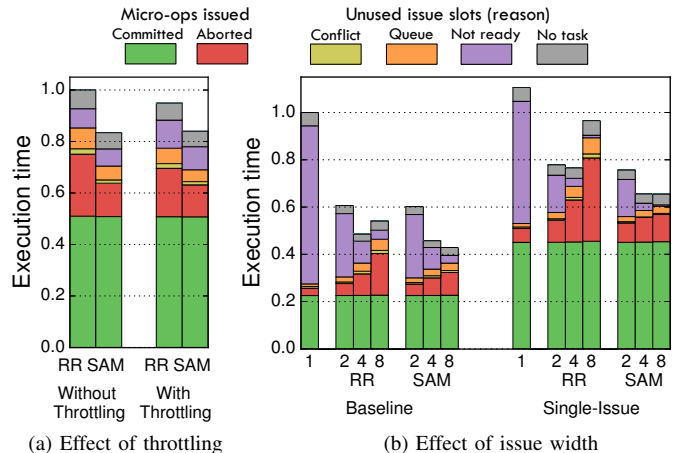 Micro-ops issued
Committed Aborted
Unused issue slots (reason)
Conflict Queue Not ready No task
Execution time
1.0
0.8
0.6
0.4
0.2
0.0
RR SAM RR SAM
Without Throttling
With Throttling
(a) Effect of throttling
Execution time
1.0
0.8
0.6
0.4
0.2
0.0
1 2 4 8 2 4 8 1 2 4 8 2 4 8
RR SAM RR SAM
Baseline Single-Issue
(b) Effect of issue width